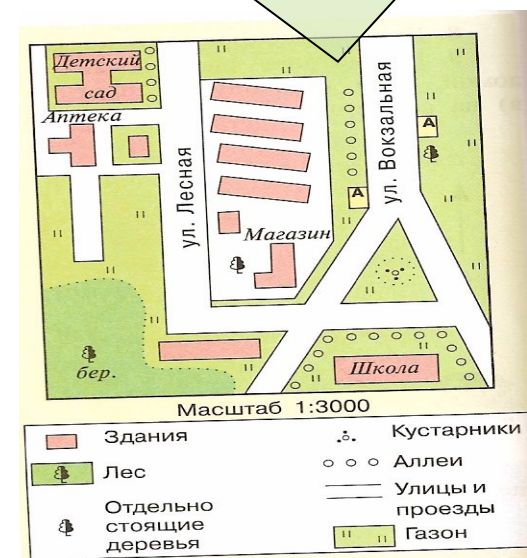 Детский
сад
Аптека
ул. Лесная
ул. Вокзальная
А
А
Магазин
бер.
Школа
Масштаб 1:3000
Здания
Кустарники
Лес
Аллеи
Отдельно
стоящие
деревья
Улицы и
проезды
Газон